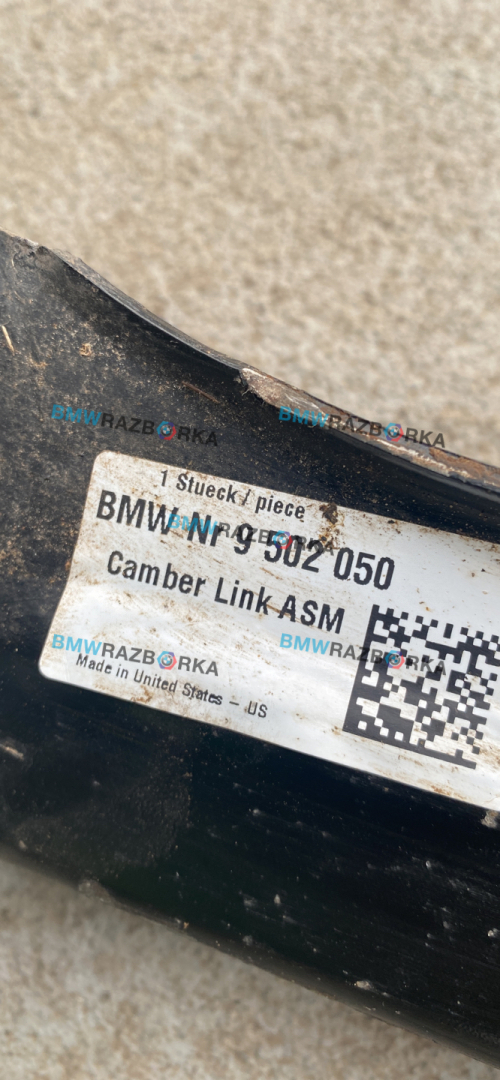 BMWRAZBORKA
BMWRAZBORKA
1 Stueck / piece
BMW Nr 9 502 050
BMWRAZBORKA
Camber Link ASM
BMWRAZBORKA
BMWRAZBORKA
Made in United States - US